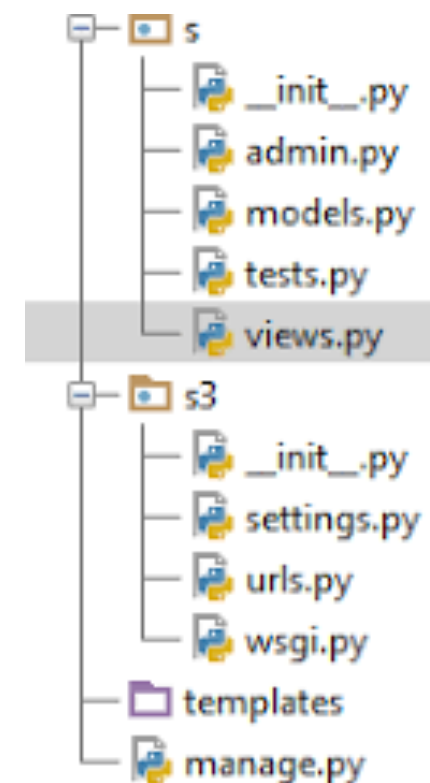 s
__init__.py
admin.py
models.py
tests.py
views.py
s3
__init__.py
settings.py
urls.py
wsgi.py
templates
manage.py